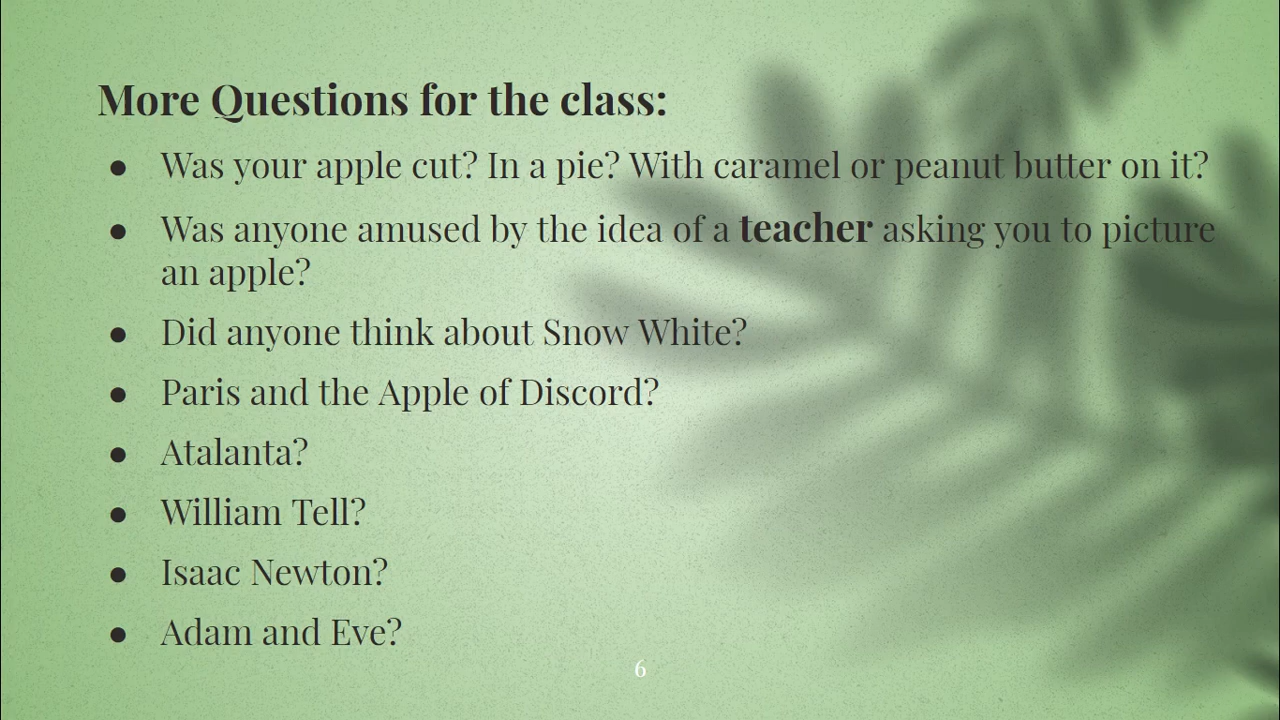 More Questions for the class:
● Was your apple cut? In a pie? With caramel or peanut butter on it?
● Was anyone amused by the idea of a teacher asking you to picture
an apple?
● Did anyone think about Snow White?
● Paris and the Apple of Discord?
● Atalanta?
● William Tell?
● Isaac Newton?
● Adam and Eve?
6